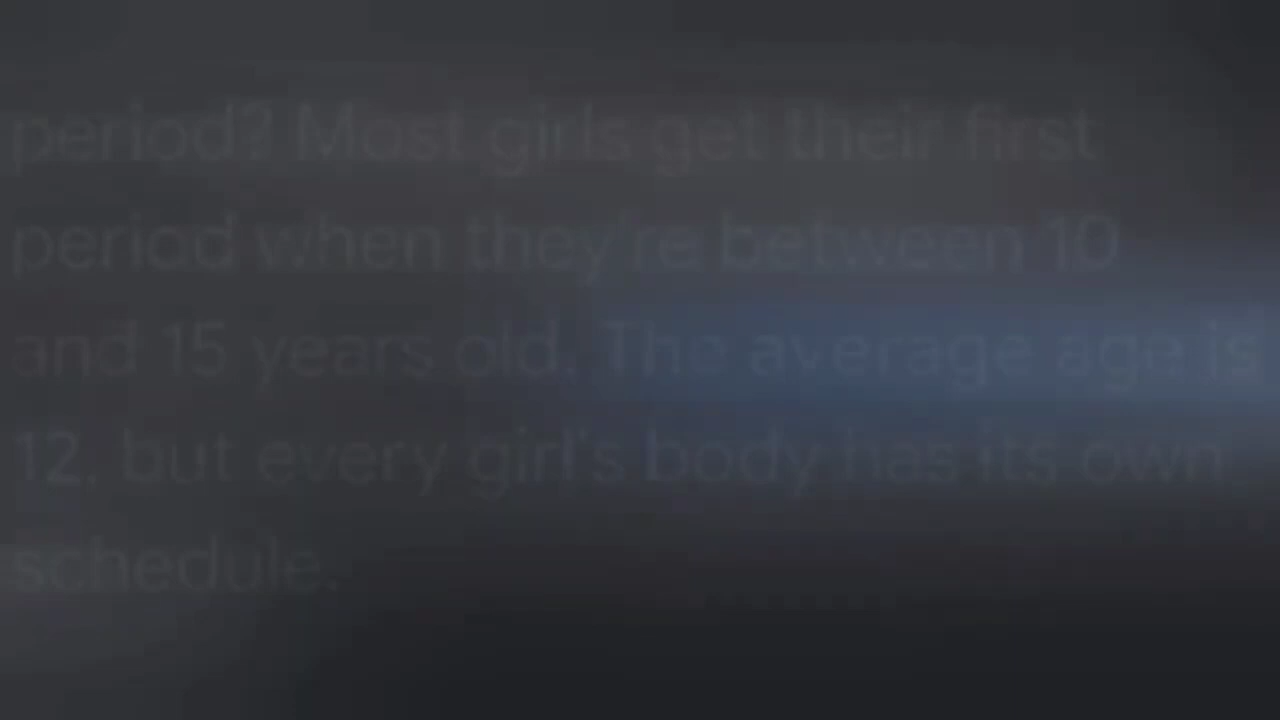 period? Most girls get their first
period when they're between 10
and 15 years old. The average age is
12, but every girl's body has its own
schedule.